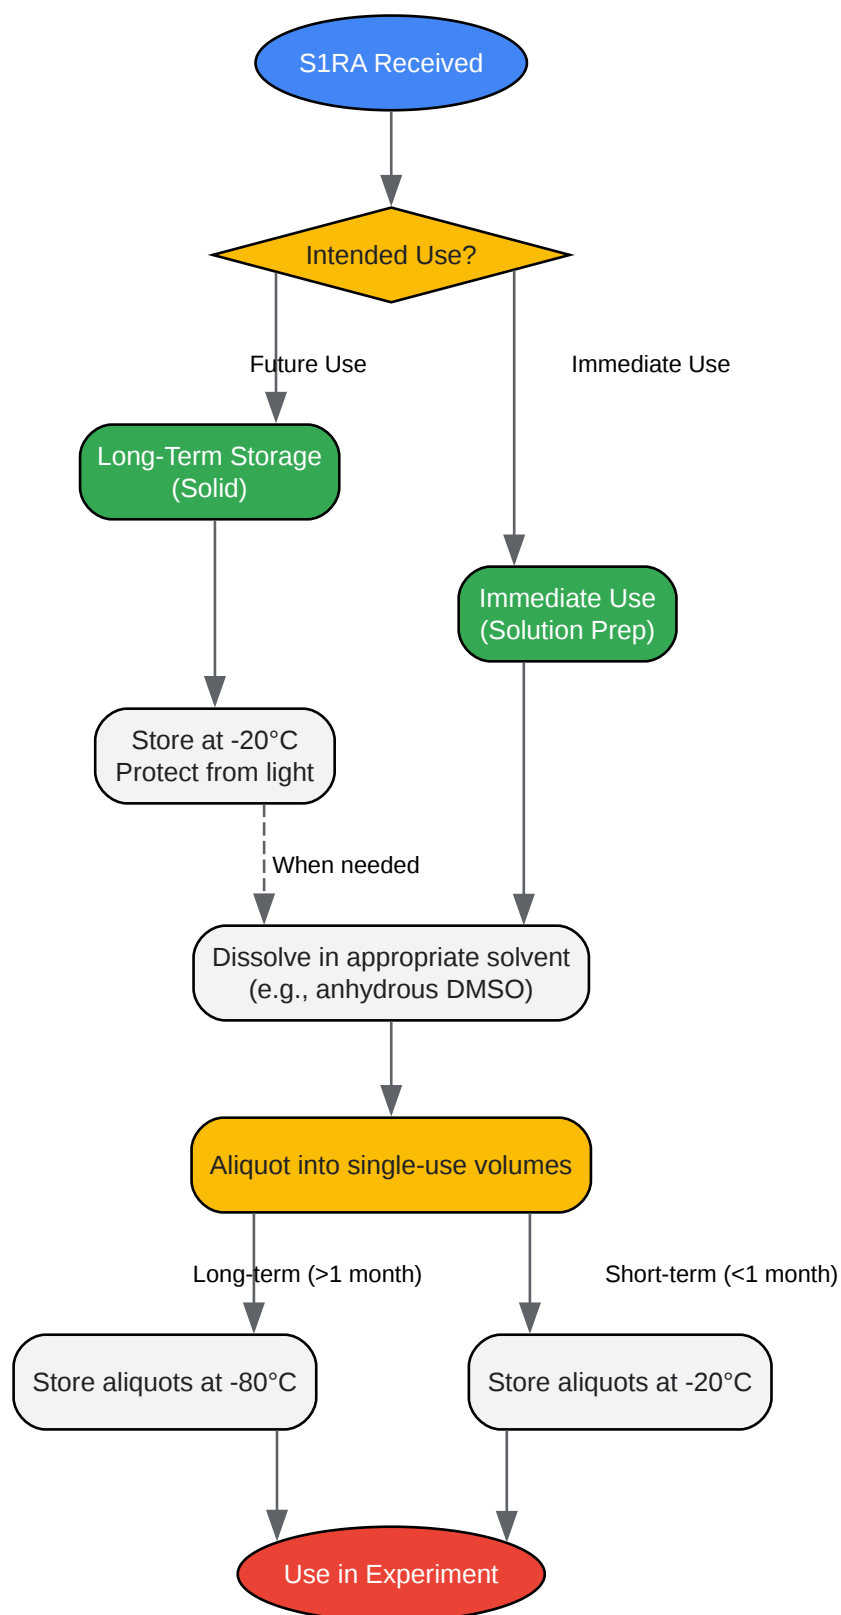 S1RA Received
Intended Use?
Future Use
Immediate Use
Long-Term Storage
(Solid)
Immediate Use
(Solution Prep)
Store at -20°C
Protect from light
When needed
Dissolve in appropriate solvent
(e.g., anhydrous DMSO)
Aliquot into single-use volumes
Long-term (>1 month)
Short-term (<1 month)
Store aliquots at -80°C
Store aliquots at -20°C
Use in Experiment